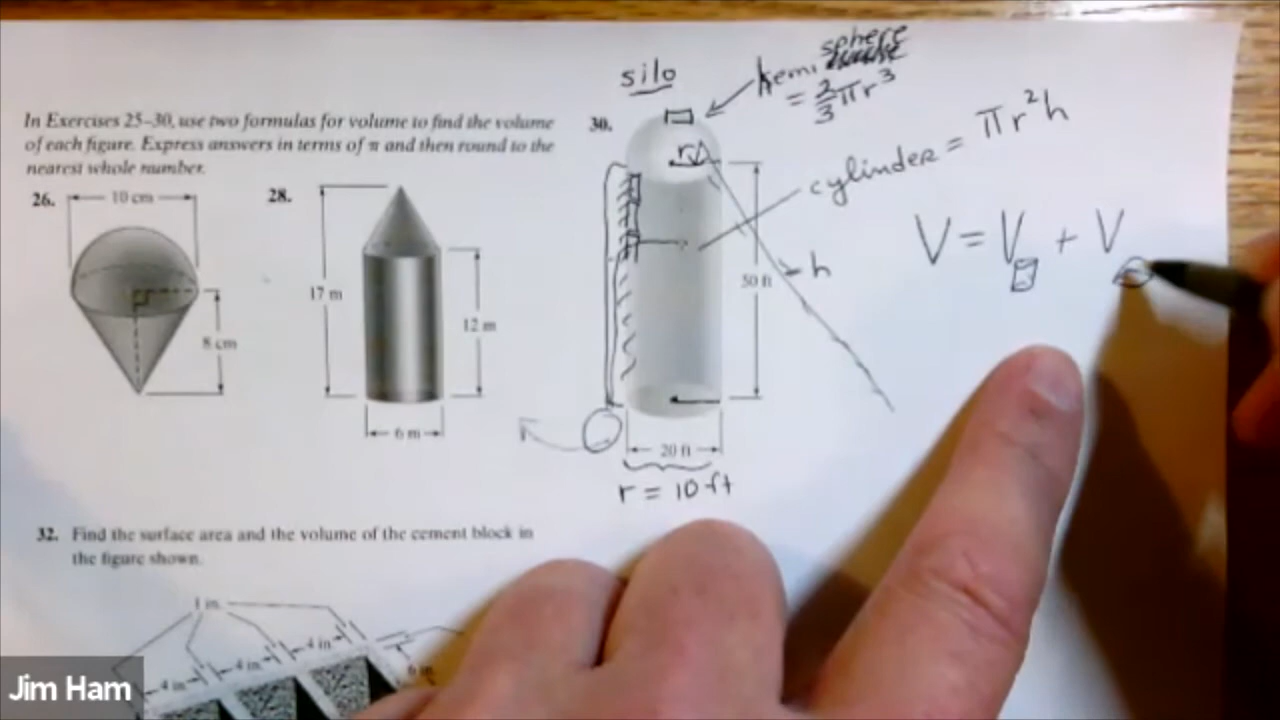 In Exercises 25–30, use two formulas for volume to find the volume
of each figure. Express answers in terms of π and then round to the
nearest whole number.
26.
10 cm
8 cm
28.
17 m
12 m
6 m
30.
silo
hemi sphere
= 2/3 πr³
cylinder = πr²h
r
h
50 ft
20 ft
r = 10 ft
V = V + V
32. Find the surface area and the volume of the cement block in
the figure shown.
1 in
4 in
4 in
4 in
6 in
Jim Ham